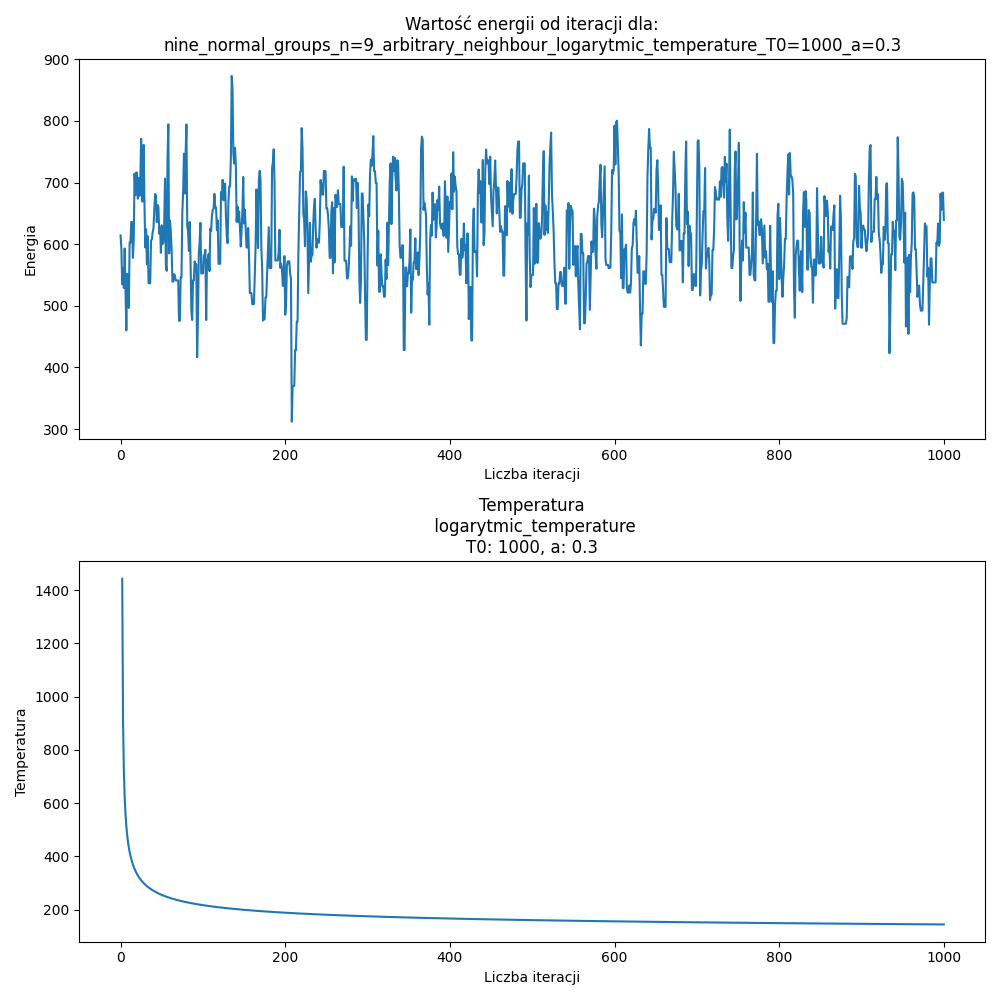 Wartość energii od iteracji dla:
nine_normal_groups_n=9_arbitrary_neighbour_logarytmic_temperature_T0=1000_a=0.3
900
800
700
600
500
400
300
Energia
0
200
400
600
800
1000
Liczba iteracji
Temperatura
logarytmic_temperature
T0: 1000, a: 0.3
1400
1200
1000
800
600
400
200
Temperatura
0
200
400
600
800
1000
Liczba iteracji